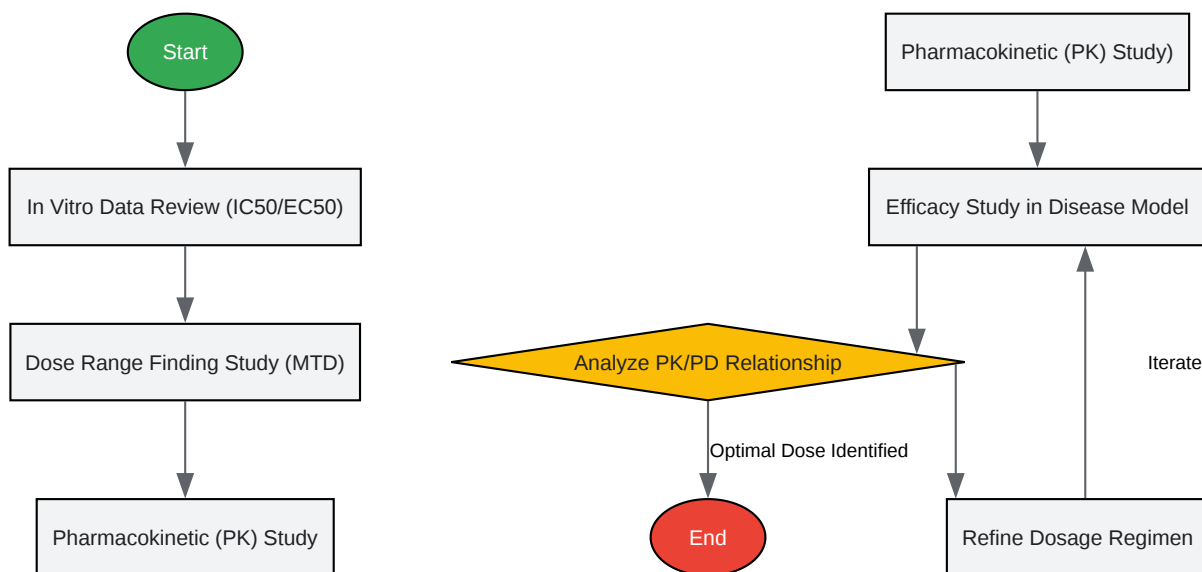 Start
In Vitro Data Review (IC50/EC50)
Dose Range Finding Study (MTD)
Pharmacokinetic (PK) Study
Pharmacokinetic (PK) Study)
Efficacy Study in Disease Model
Analyze PK/PD Relationship
Iterate
Optimal Dose Identified
End
Refine Dosage Regimen